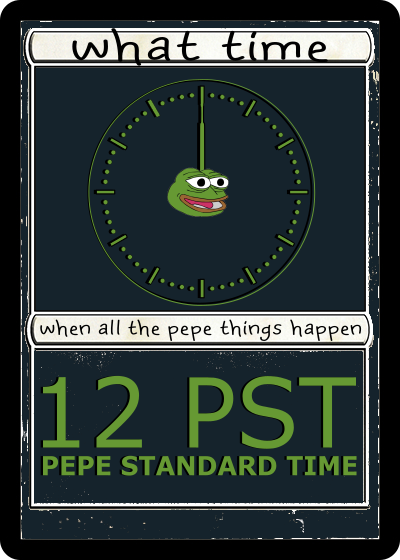 what time
when all the pepe things happen
12 PST
PEPE STANDARD TIME